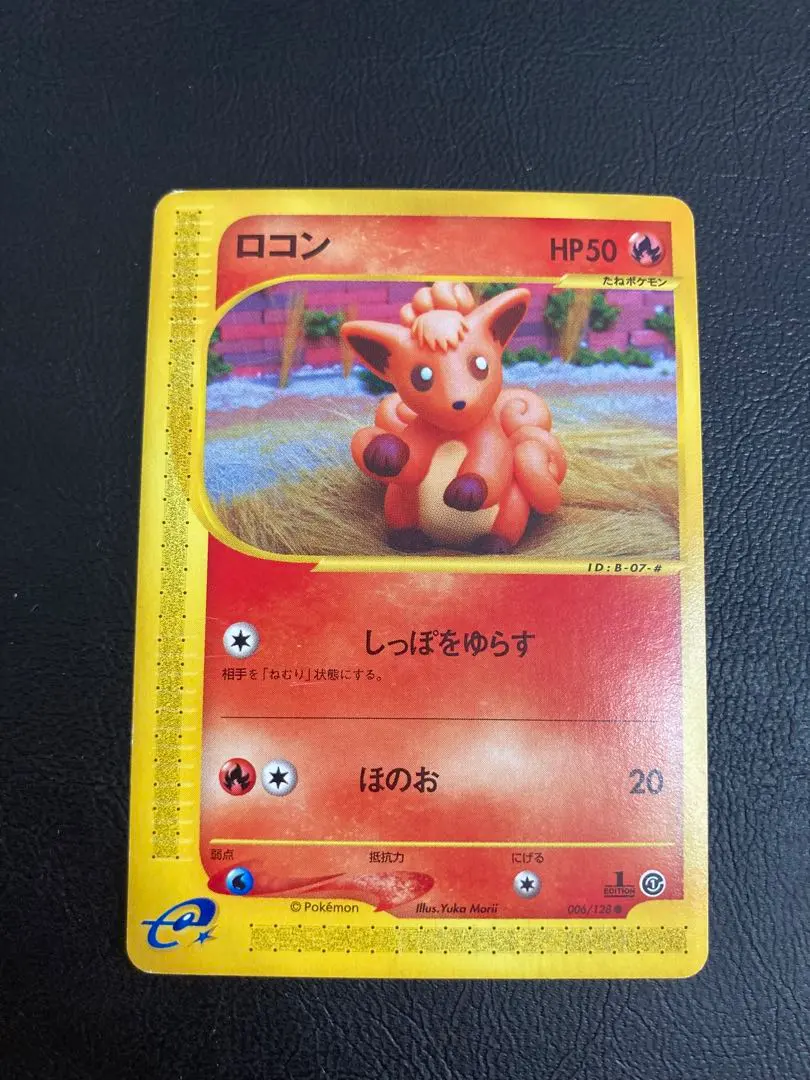 ロコン
HP50
たねポケモン
ID:B-07-#
しっぽをゆらす
相手を「ねむり」状態にする。
ほのお
20
弱点
抵抗力
にげる
1
EDITION
© Pokémon
Illus.Yuka Morii
006/128●
e